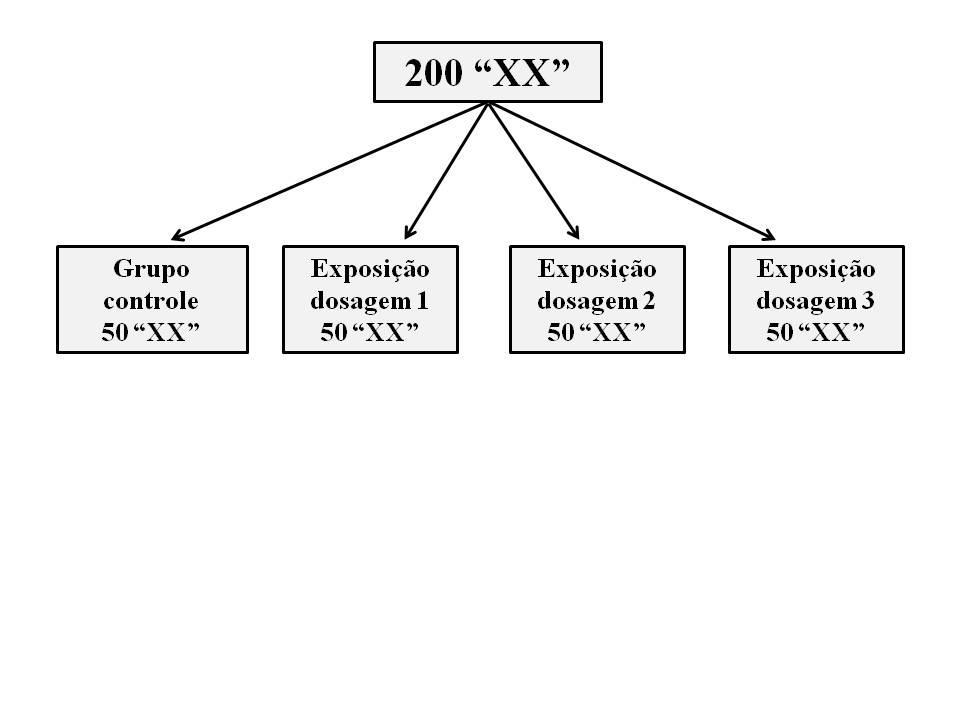 200 “XX”
Grupo
controle
50 “XX”
Exposição
dosagem 1
50 “XX”
Exposição
dosagem 2
50 “XX”
Exposição
dosagem 3
50 “XX”